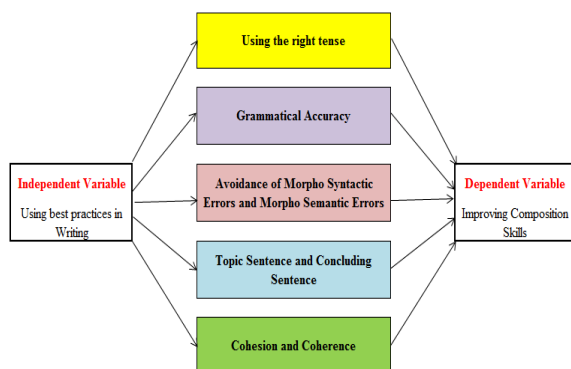 Using the right tense
Grammatical Accuracy
Independent Variable
Using best practices in
Writing
Avoidance of Morpho Syntactic
Errors and Morpho Semantic Errors
Dependent Variable
Improving Composition
Skills
Topic Sentence and Concluding
Sentence
Cohesion and Coherence